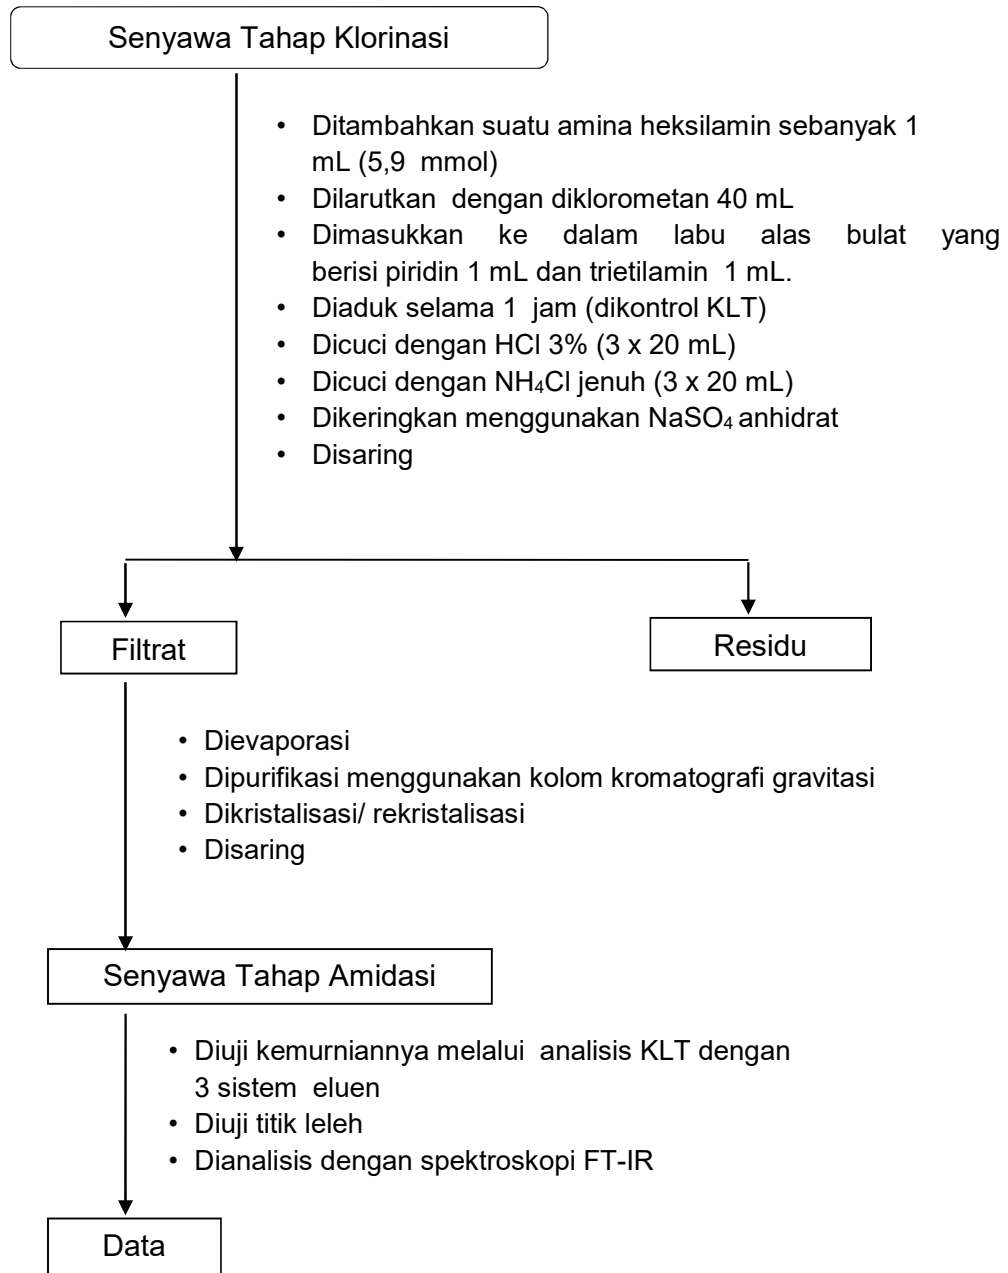 Senyawa Tahap Klorinasi
• Ditambahkan suatu amina heksilamin sebanyak 1
mL (5,9 mmol)
• Dilarutkan dengan diklorometan 40 mL
• Dimasukkan ke dalam labu alas bulat yang
berisi piridin 1 mL dan trietilamin 1 mL.
• Diaduk selama 1 jam (dikontrol KLT)
• Dicuci dengan HCl 3% (3 x 20 mL)
• Dicuci dengan NH₄Cl jenuh (3 x 20 mL)
• Dikeringkan menggunakan NaSO₄ anhidrat
• Disaring
Filtrat
Residu
• Dievaporasi
• Dipurifikasi menggunakan kolom kromatografi gravitasi
• Dikristalisasi/ rekristalisasi
• Disaring
Senyawa Tahap Amidasi
• Diuji kemurniannya melalui analisis KLT dengan
3 sistem eluen
• Diuji titik leleh
• Dianalisis dengan spektroskopi FT-IR
Data